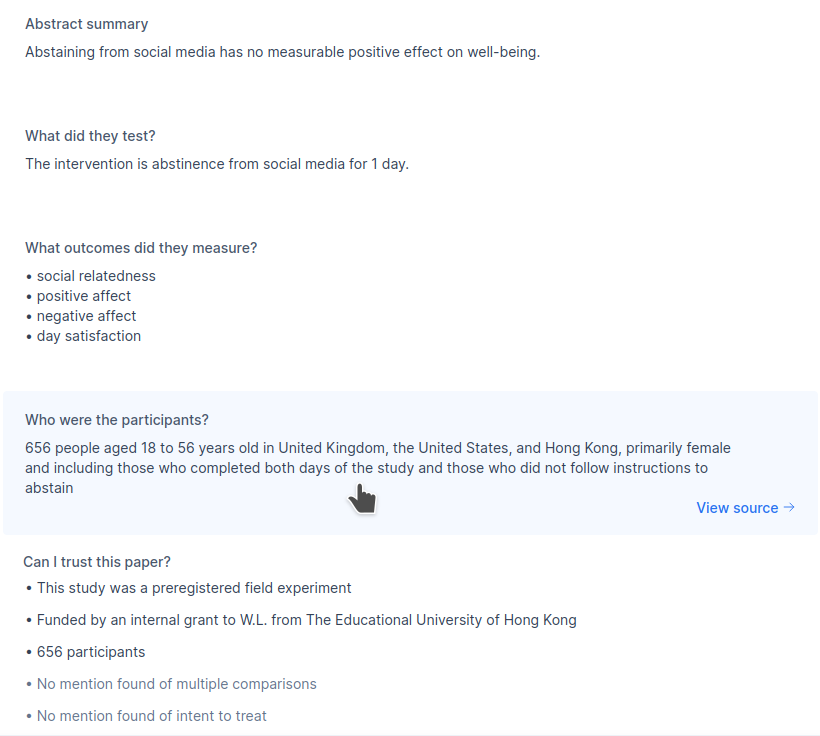 Abstract summary
Abstaining from social media has no measurable positive effect on well-being.
What did they test?
The intervention is abstinence from social media for 1 day.
What outcomes did they measure?
• social relatedness
• positive affect
• negative affect
• day satisfaction
Who were the participants?
656 people aged 18 to 56 years old in United Kingdom, the United States, and Hong Kong, primarily female
and including those who completed both days of the study and those who did not follow instructions to
abstain
View source →
Can I trust this paper?
• This study was a preregistered field experiment
• Funded by an internal grant to W.L. from The Educational University of Hong Kong
• 656 participants
• No mention found of multiple comparisons
• No mention found of intent to treat